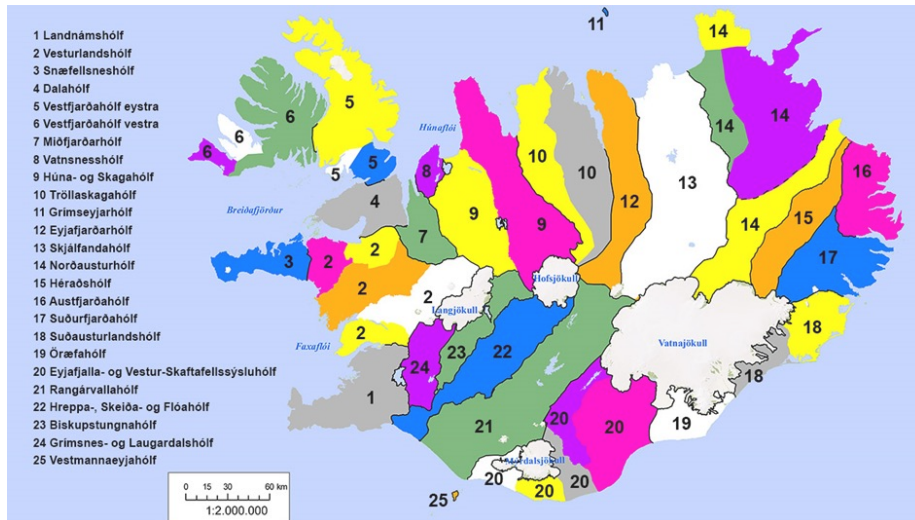 1 Landnámshólf
2 Vesturlandshólf
3 Snæfellsneshólf
4 Dalahólf
5 Vestfjarðahólf eystra
6 Vestfjarðahólf vestra
7 Miðfjarðarhólf
8 Vatnsnesshólf
9 Húna- og Skagahólf
10 Tröllaskagahólf
11 Grímseyjarhólf
12 Eyjafjarðarhólf
13 Skjálfandahólf
14 Norðausturhólf
15 Héraðshólf
16 Austfjarðahólf
17 Suðurfjarðahólf
18 Suðausturlandshólf
19 Öræfahólf
20 Eyjafjalla- og Vestur-Skaftafellssýsluhólf
21 Rangárvallahólf
22 Hreppa-, Skeiða- og Flóahólf
23 Biskupstungnahólf
24 Grímsnes- og Laugardalshólf
25 Vestmannaeyjahólf
0 15 30 60 km
1:2.000.000
11
14
5
6
14
6
14
Húnaflói
6
5
5
8
10
10
16
4
13
12
Breiðafjörður
9
9
14
15
7
2
17
3
2
2
Hofsjökull
2
Langjökull
18
Faxaflói
2
Vatnajökull
23
22
24
18
1
20
20
19
21
Mýrdalsjökull
20
20
20
25